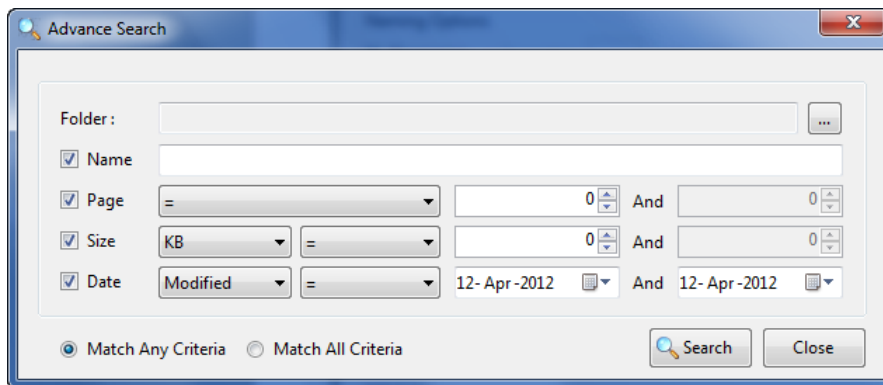 Advance Search
Folder :
...
Name
Page = 0 And 0
Size KB = 0 And 0
Date Modified = 12- Apr -2012 And 12- Apr -2012
Match Any Criteria Match All Criteria Search Close